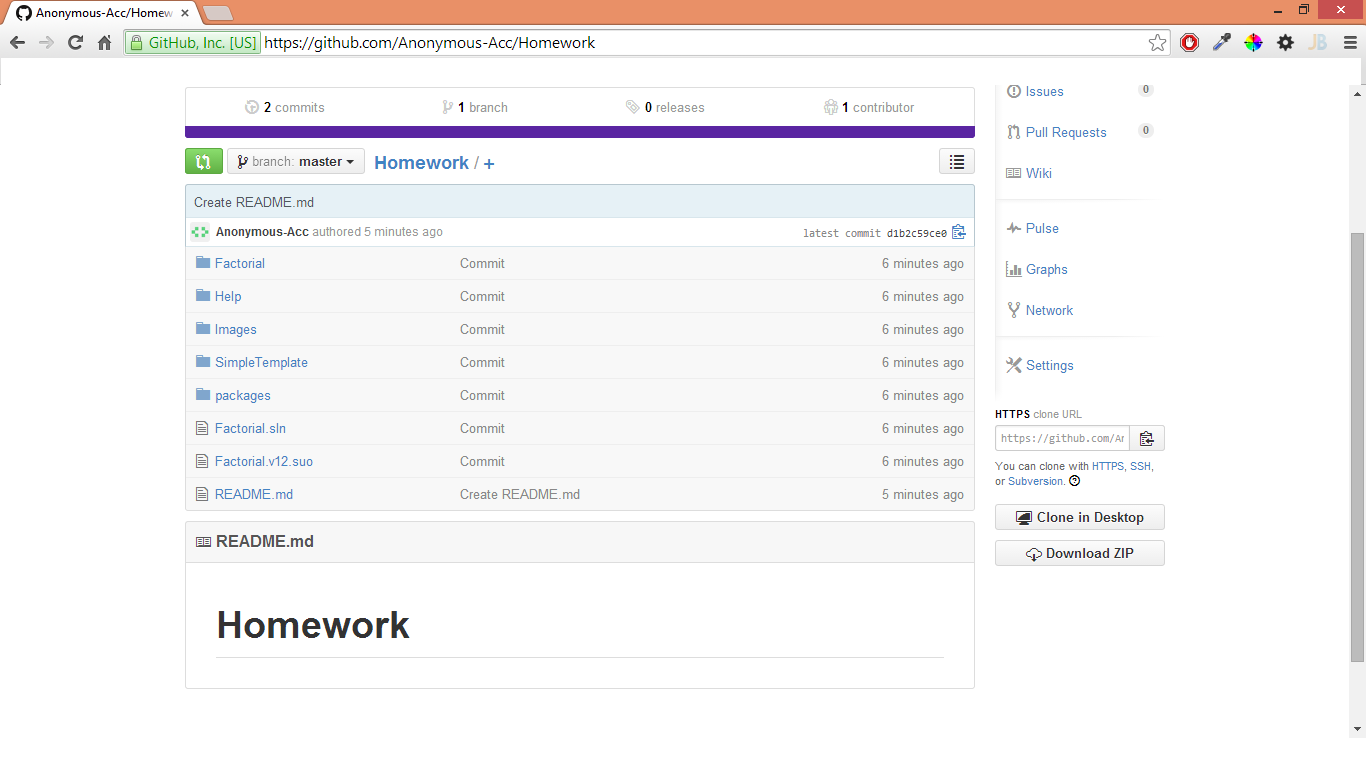 Anonymous-Acc/Homew
GitHub, Inc. [US] https://github.com/Anonymous-Acc/Homework
JB
2 commits 1 branch 0 releases 1 contributor
branch: master Homework / +
Create README.md
Anonymous-Acc authored 5 minutes ago latest commit d1b2c59ce0
Factorial Commit 6 minutes ago
Help Commit 6 minutes ago
Images Commit 6 minutes ago
SimpleTemplate Commit 6 minutes ago
packages Commit 6 minutes ago
Factorial.sln Commit 6 minutes ago
Factorial.v12.suo Commit 6 minutes ago
README.md Create README.md 5 minutes ago
README.md
Homework
Issues 0
Pull Requests 0
Wiki
Pulse
Graphs
Network
Settings
HTTPS clone URL
https://github.com/Ar
You can clone with HTTPS, SSH,
or Subversion.
Clone in Desktop
Download ZIP